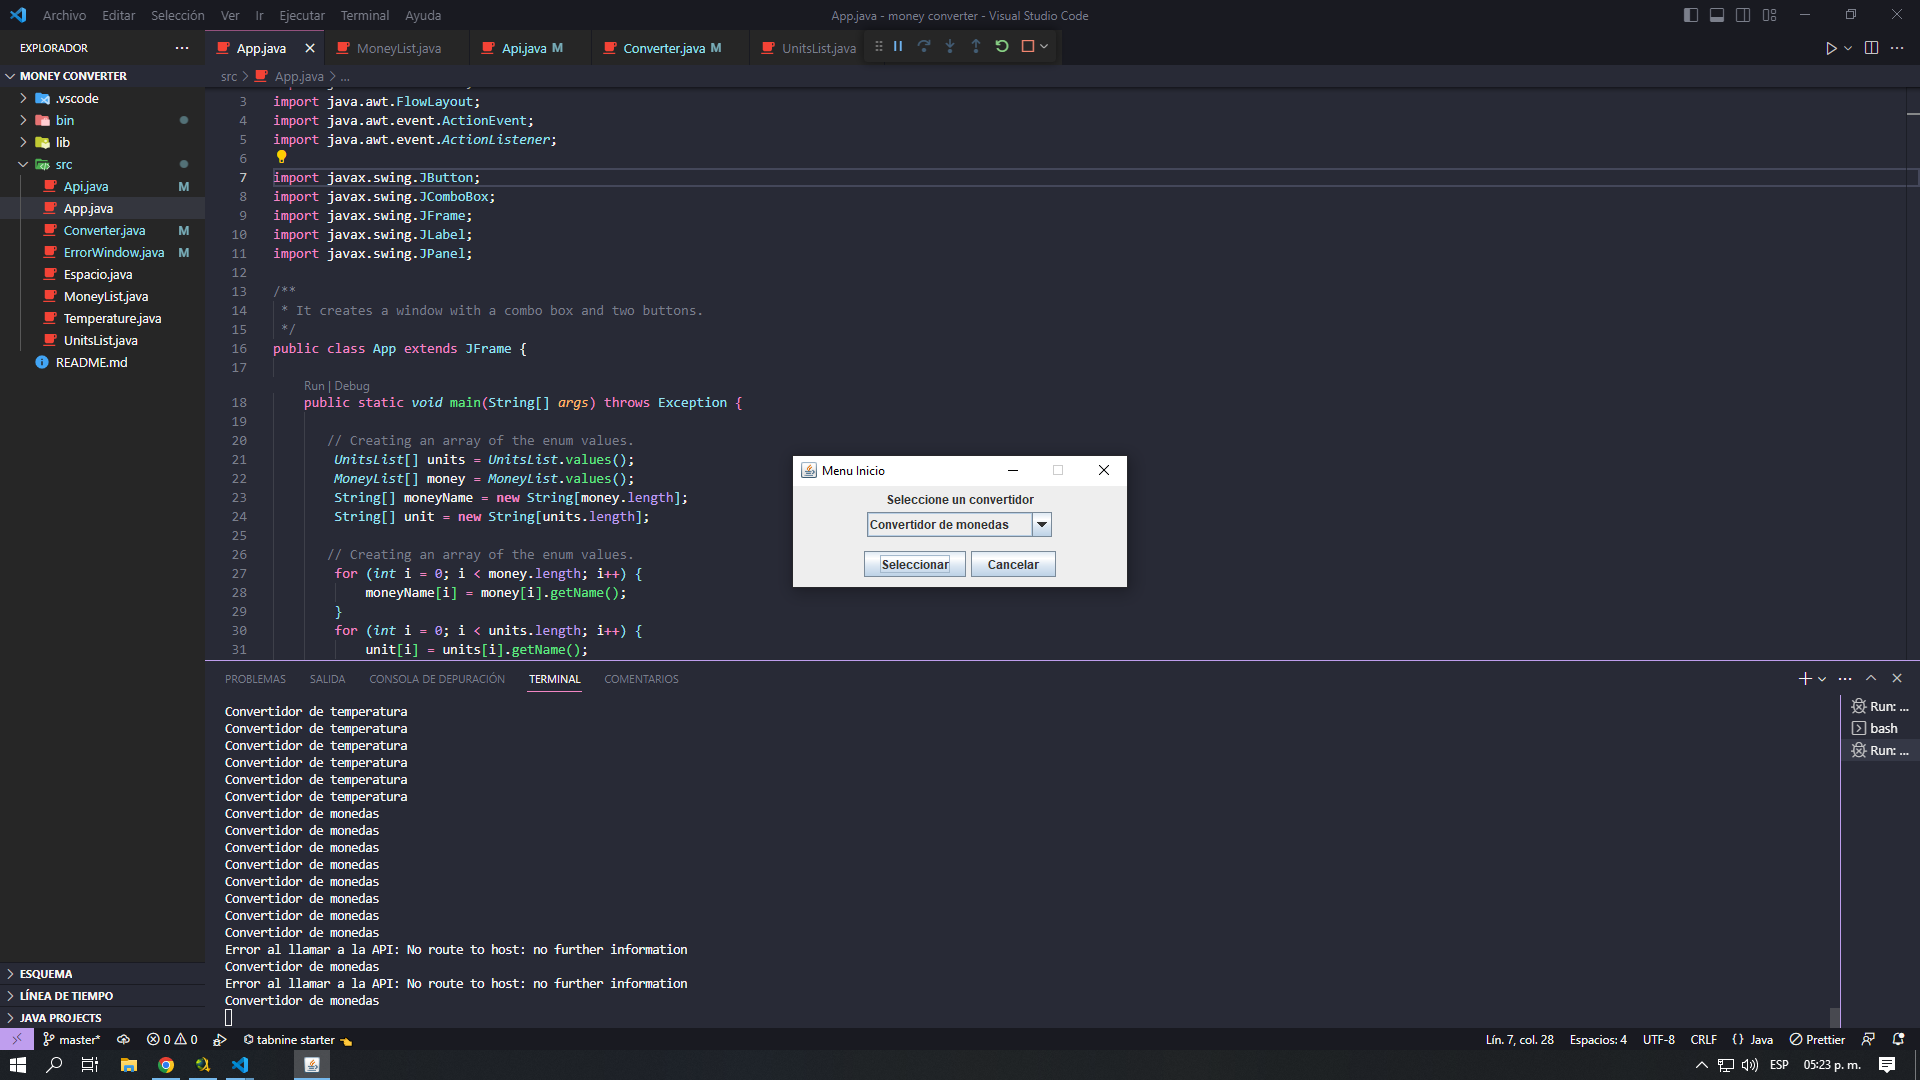 Archivo Editar Selección Ver Ir Ejecutar Terminal Ayuda
App.java - money converter - Visual Studio Code
EXPLORADOR
App.java
MoneyList.java
Api.java M
Converter.java M
UnitsList.java
MONEY CONVERTER
src > App.java > ...
.vscode
bin
lib
src
Api.java M
App.java
Converter.java M
ErrorWindow.java M
Espacio.java
MoneyList.java
Temperature.java
UnitsList.java
README.md
3 import java.awt.FlowLayout;
4 import java.awt.event.ActionEvent;
5 import java.awt.event.ActionListener;
6
7 import javax.swing.JButton;
8 import javax.swing.JComboBox;
9 import javax.swing.JFrame;
10 import javax.swing.JLabel;
11 import javax.swing.JPanel;
12
13 /**
14 * It creates a window with a combo box and two buttons.
15 */
16 public class App extends JFrame {
17
Run | Debug
18 public static void main(String[] args) throws Exception {
19
20 // Creating an array of the enum values.
21 UnitsList[] units = UnitsList.values();
22 MoneyList[] money = MoneyList.values();
23 String[] moneyName = new String[money.length];
24 String[] unit = new String[units.length];
25
26 // Creating an array of the enum values.
27 for (int i = 0; i < money.length; i++) {
28 moneyName[i] = money[i].getName();
29 }
30 for (int i = 0; i < units.length; i++) {
31 unit[i] = units[i].getName();
Menu Inicio
Seleccione un convertidor
Convertidor de monedas
Seleccionar Cancelar
PROBLEMAS SALIDA CONSOLA DE DEPURACIÓN TERMINAL COMENTARIOS
Convertidor de temperatura
Convertidor de temperatura
Convertidor de temperatura
Convertidor de temperatura
Convertidor de temperatura
Convertidor de temperatura
Convertidor de monedas
Convertidor de monedas
Convertidor de monedas
Convertidor de monedas
Convertidor de monedas
Convertidor de monedas
Convertidor de monedas
Convertidor de monedas
Error al llamar a la API: No route to host: no further information
Convertidor de monedas
Error al llamar a la API: No route to host: no further information
Convertidor de monedas
Run: ...
bash
Run: ...
ESQUEMA
LÍNEA DE TIEMPO
JAVA PROJECTS
master* 0 0 tabnine starter
Lín. 7, col. 28 Espacios: 4 UTF-8 CRLF {} Java Prettier
ESP 05:23 p. m.